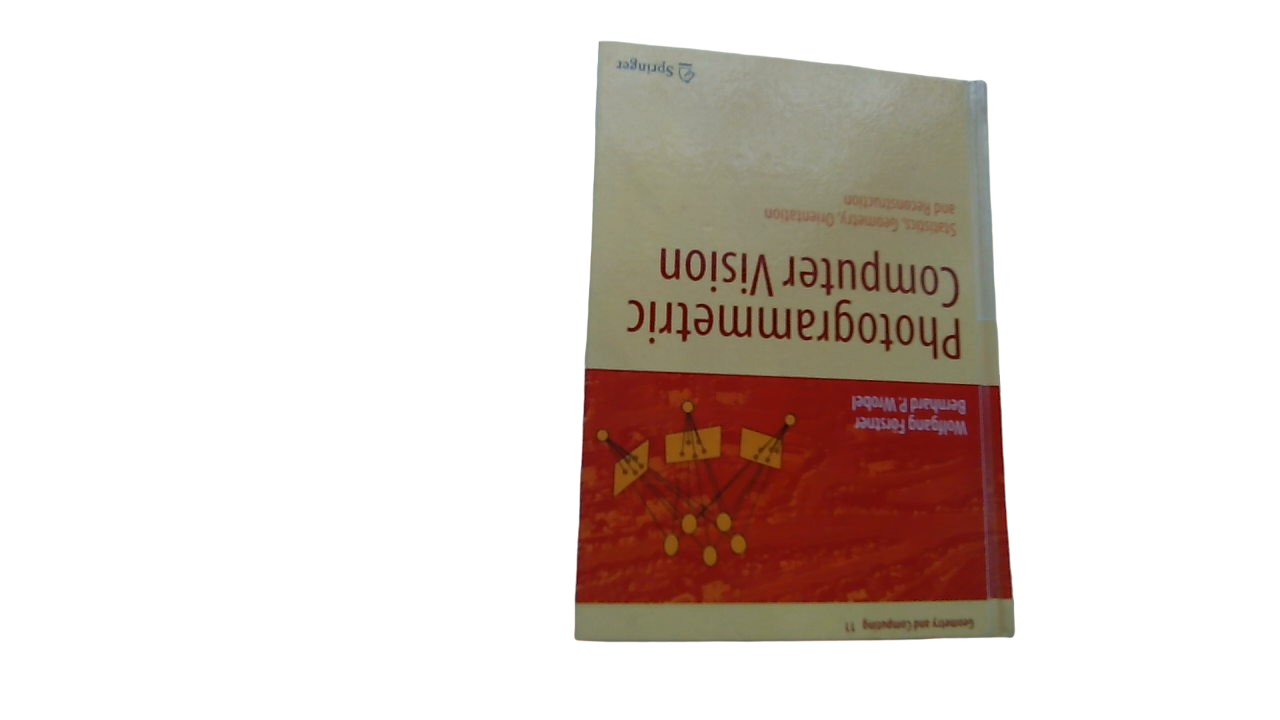 Geometry and Computing 11
Wolfgang Förstner
Bernhard P. Wrobel
Photogrammetric
Computer Vision
Statistics, Geometry, Orientation
and Reconstruction
Springer